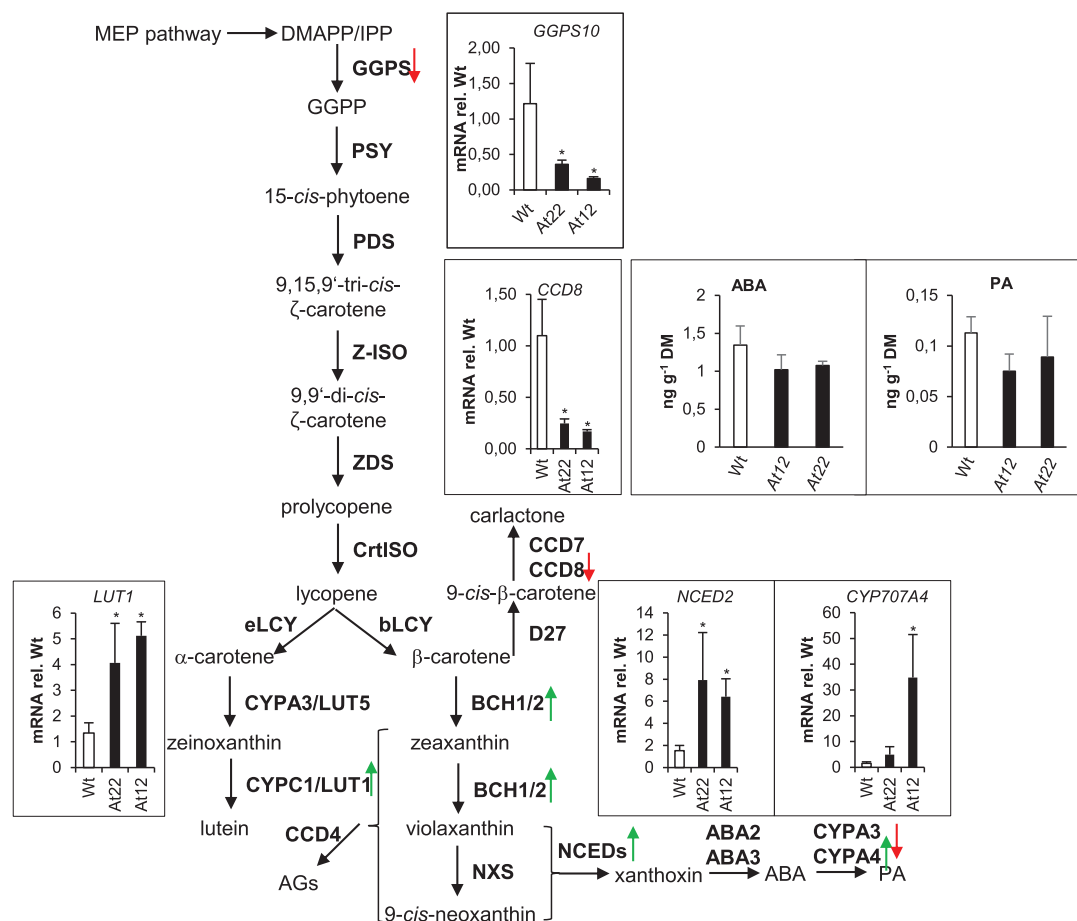 MEP pathway
DMAPP/IPP
GGPS
GGPP
PSY
15-cis-phytoene
PDS
9,15,9‘-tri-cis-
ζ-carotene
Z-ISO
9,9‘-di-cis-
ζ-carotene
ZDS
prolycopene
CrtISO
lycopene
eLCY
bLCY
α-carotene
β-carotene
CYPA3/LUT5
BCH1/2
zeinoxanthin
zeaxanthin
CYPC1/LUT1
BCH1/2
lutein
CCD4
violaxanthin
AGs
NXS
9-cis-neoxanthin
carlactone
CCD7
CCD8
9-cis-β-carotene
D27
NCEDs
xanthoxin
ABA2
ABA3
ABA
CYPA3
CYPA4
PA
GGPS10
mRNA rel. Wt
2,00
1,50
1,00
0,50
0,00
*
*
Wt
At22
At12
CCD8
mRNA rel. Wt
1,50
1,00
0,50
0,00
*
*
Wt
At22
At12
ABA
ng g-1 DM
2
1,5
1
0,5
0
Wt
At12
At22
PA
ng g-1 DM
0,15
0,1
0,05
0
Wt
At12
At22
LUT1
mRNA rel. Wt
6
5
4
3
2
1
0
*
*
Wt
At22
At12
NCED2
mRNA rel. Wt
14
12
10
8
6
4
2
0
*
*
Wt
At22
At12
CYP707A4
60
50
40
30
20
10
0
*
Wt
At22
At12